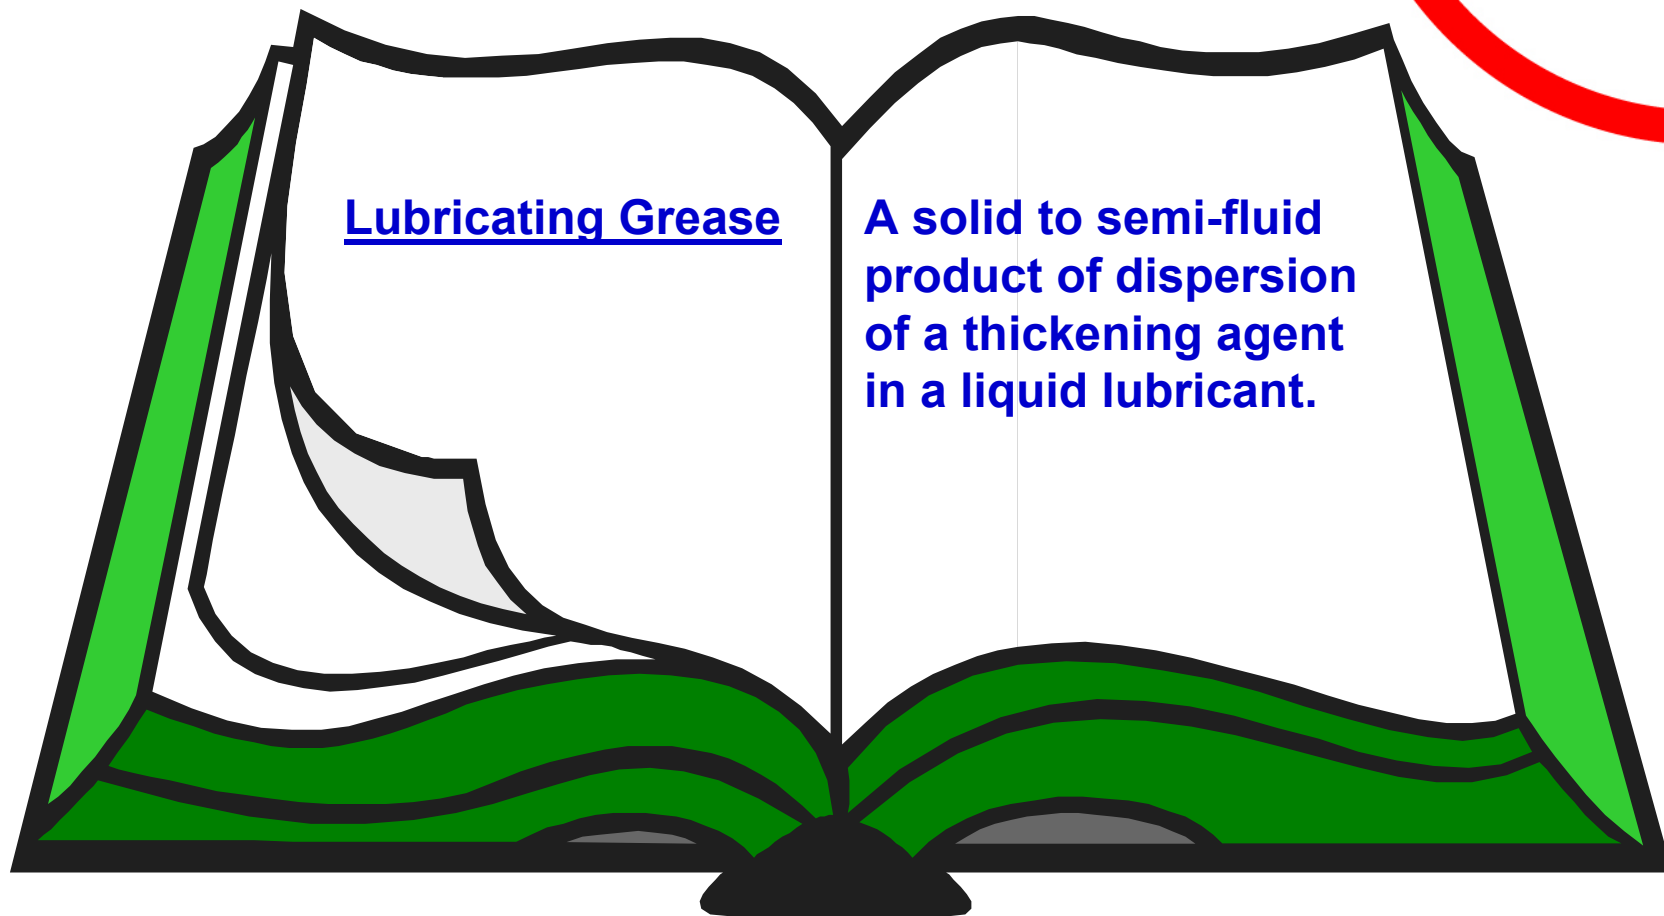 Lubricating Grease
A solid to semi-fluid
product of dispersion
of a thickening agent
in a liquid lubricant.